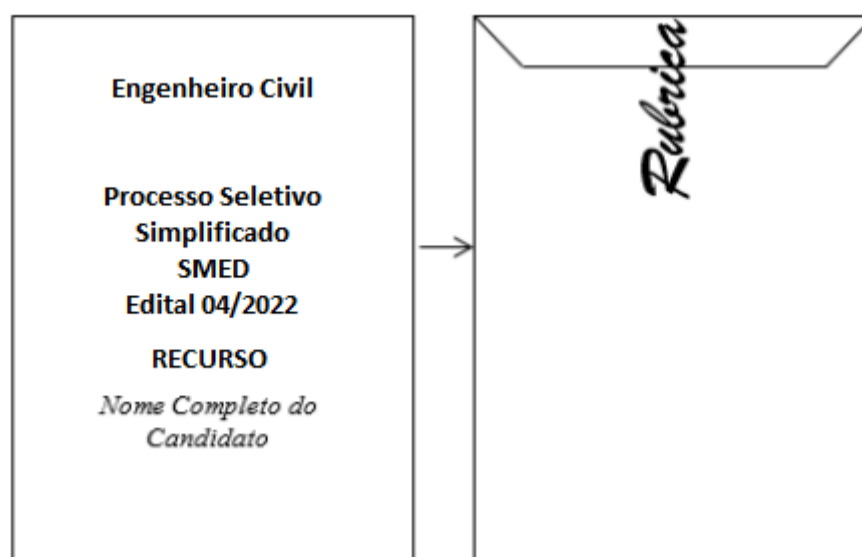 Engenheiro Civil
Processo Seletivo
Simplificado
SMED
Edital 04/2022
RECURSO
Nome Completo do
Candidato
Rubrica